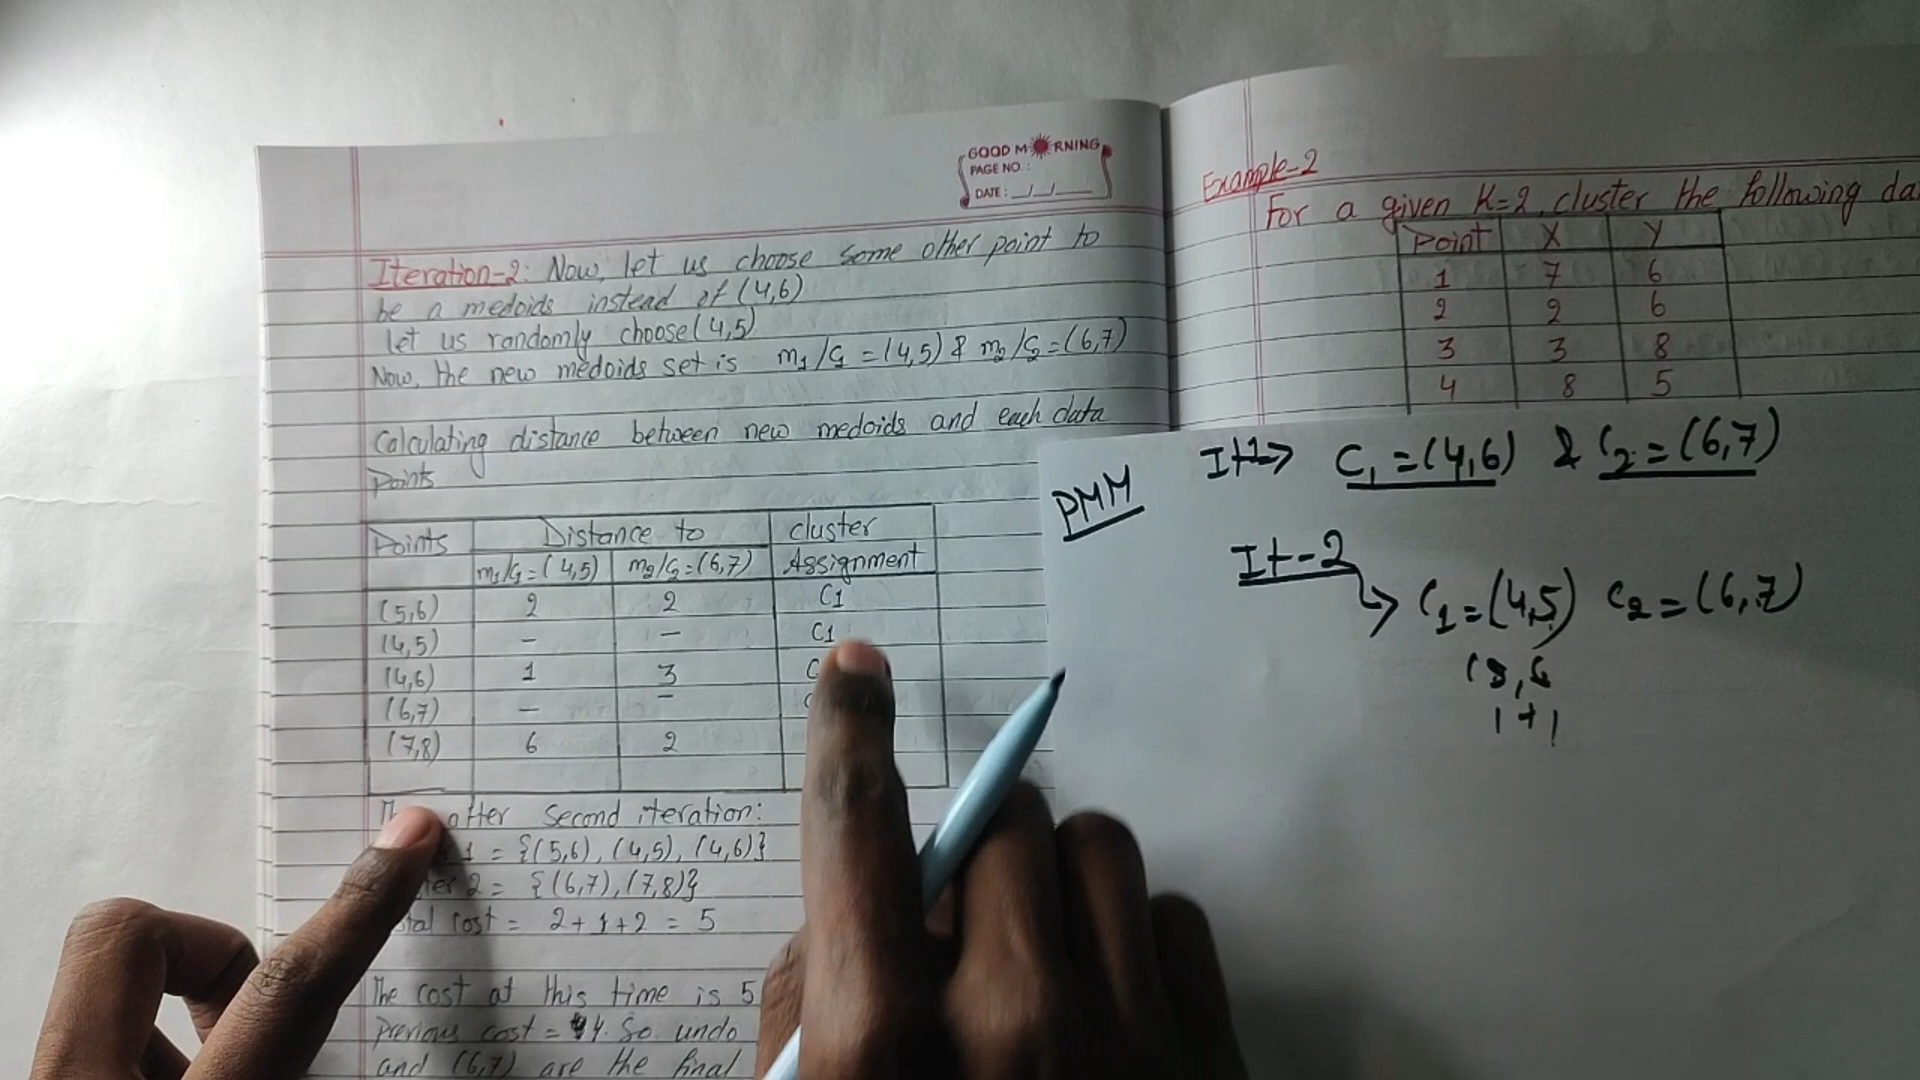 GOOD MORNING
PAGE NO. :
DATE : __/__/____
Iteration-2: Now, let us choose some other point to
be a medoids instead of (4,6)
let us randomly choose (4,5)
Now, the new medoids set is m1/C1 = (4,5) & m2/C2 = (6,7)
Calculating distance between new medoids and each data
Points
Points Distance to cluster
m1/C1 = (4,5) m2/C2 = (6,7) Assignment
(5,6) 2 2 C1
(4,5) - - C1
(4,6) 1 3
(6,7) - -
(7,8) 6 2
after second iteration:
1 = {(5,6), (4,5), (4,6)}
2 = {(6,7), (7,8)}
cost = 2+1+2 = 5
The cost at this time is 5
previous cost = 4. So undo
and (6,7) are the final
Example-2
For a given K=2, cluster the following
Point X Y
1 7 6
2 2 6
3 3 8
4 8 5
PMM
It1→ C1 = (4,6) & C2 = (6,7)
It-2
→ C1 = (4,5) C2 = (6,7)
(5,6
1+1